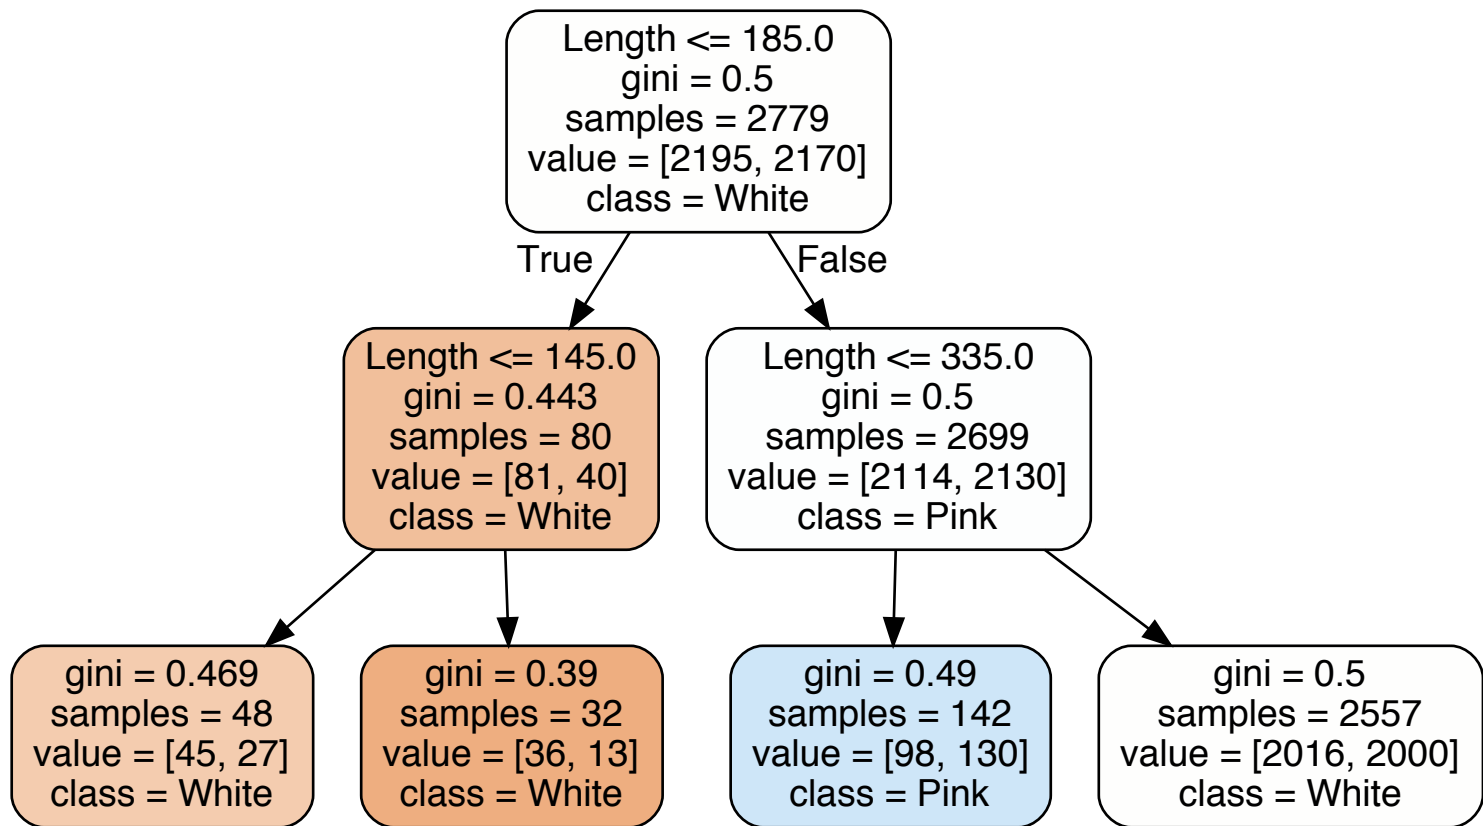 Length <= 185.0
gini = 0.5
samples = 2779
value = [2195, 2170]
class = White
True
False
Length <= 145.0
gini = 0.443
samples = 80
value = [81, 40]
class = White
Length <= 335.0
gini = 0.5
samples = 2699
value = [2114, 2130]
class = Pink
gini = 0.469
samples = 48
value = [45, 27]
class = White
gini = 0.39
samples = 32
value = [36, 13]
class = White
gini = 0.49
samples = 142
value = [98, 130]
class = Pink
gini = 0.5
samples = 2557
value = [2016, 2000]
class = White